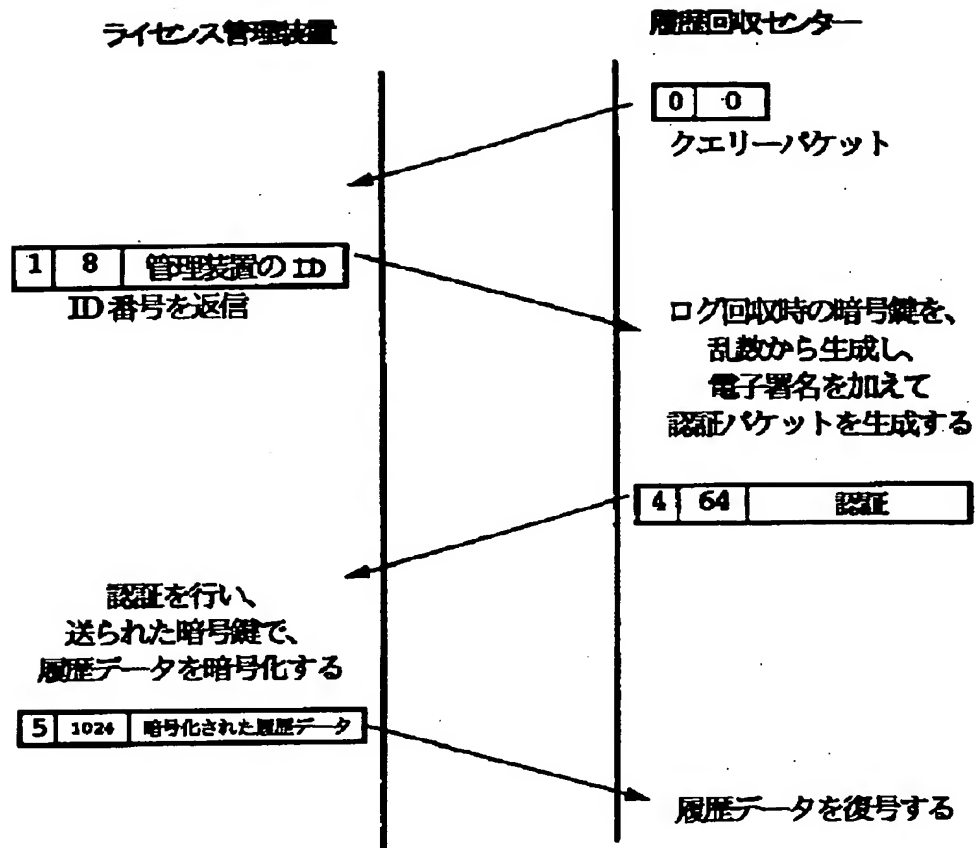 ライセンス管理装置
履歴回収センター
0 0
クエリーパケット
1 8 管理装置の ID
ID 番号を返信
ログ回収時の暗号鍵を、
乱数から生成し、
電子署名を加えて
認証パケットを生成する
4 64 認証
認証を行い、
送られた暗号鍵で、
履歴データを暗号化する
5 1024 暗号化された履歴データ
履歴データを復号する